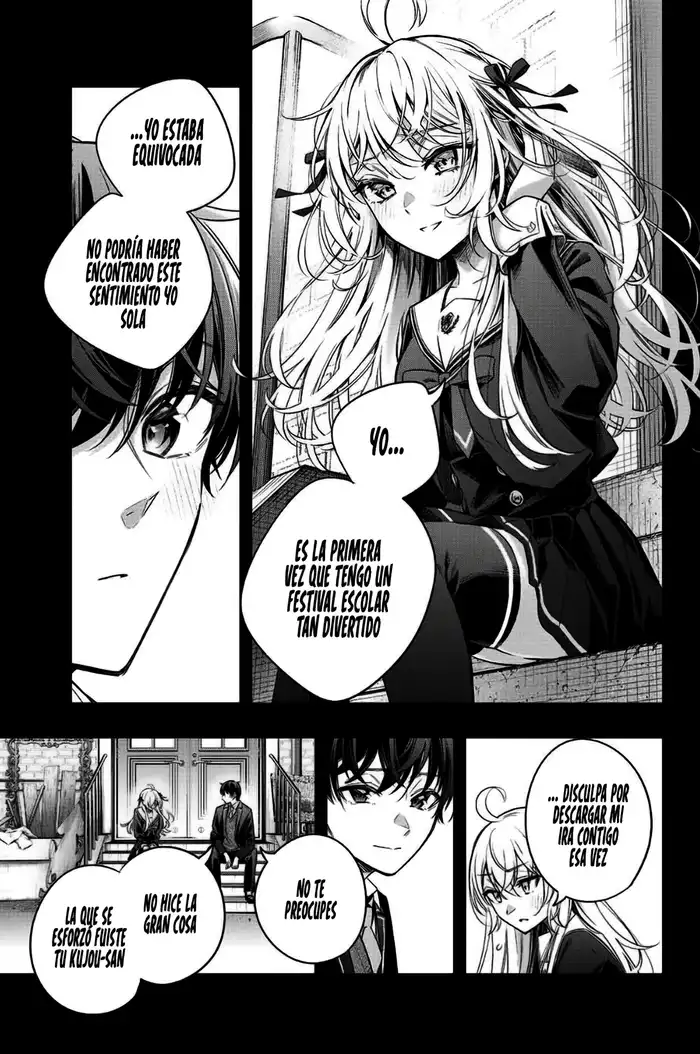 ...YO ESTABA
EQUIVOCADA
NO PODRÍA HABER
ENCONTRADO ESTE
SENTIMIENTO YO
SOLA
YO...
ES LA PRIMERA
VEZ QUE TENGO UN
FESTIVAL ESCOLAR
TAN DIVERTIDO
... DISCULPA POR
DESCARGAR MI
IRA CONTIGO
ESA VEZ
NO TE
PREOCUPES
NO HICE LA
GRAN COSA
LA QUE SE
ESFORZÓ FUISTE
TU KUJOU-SAN